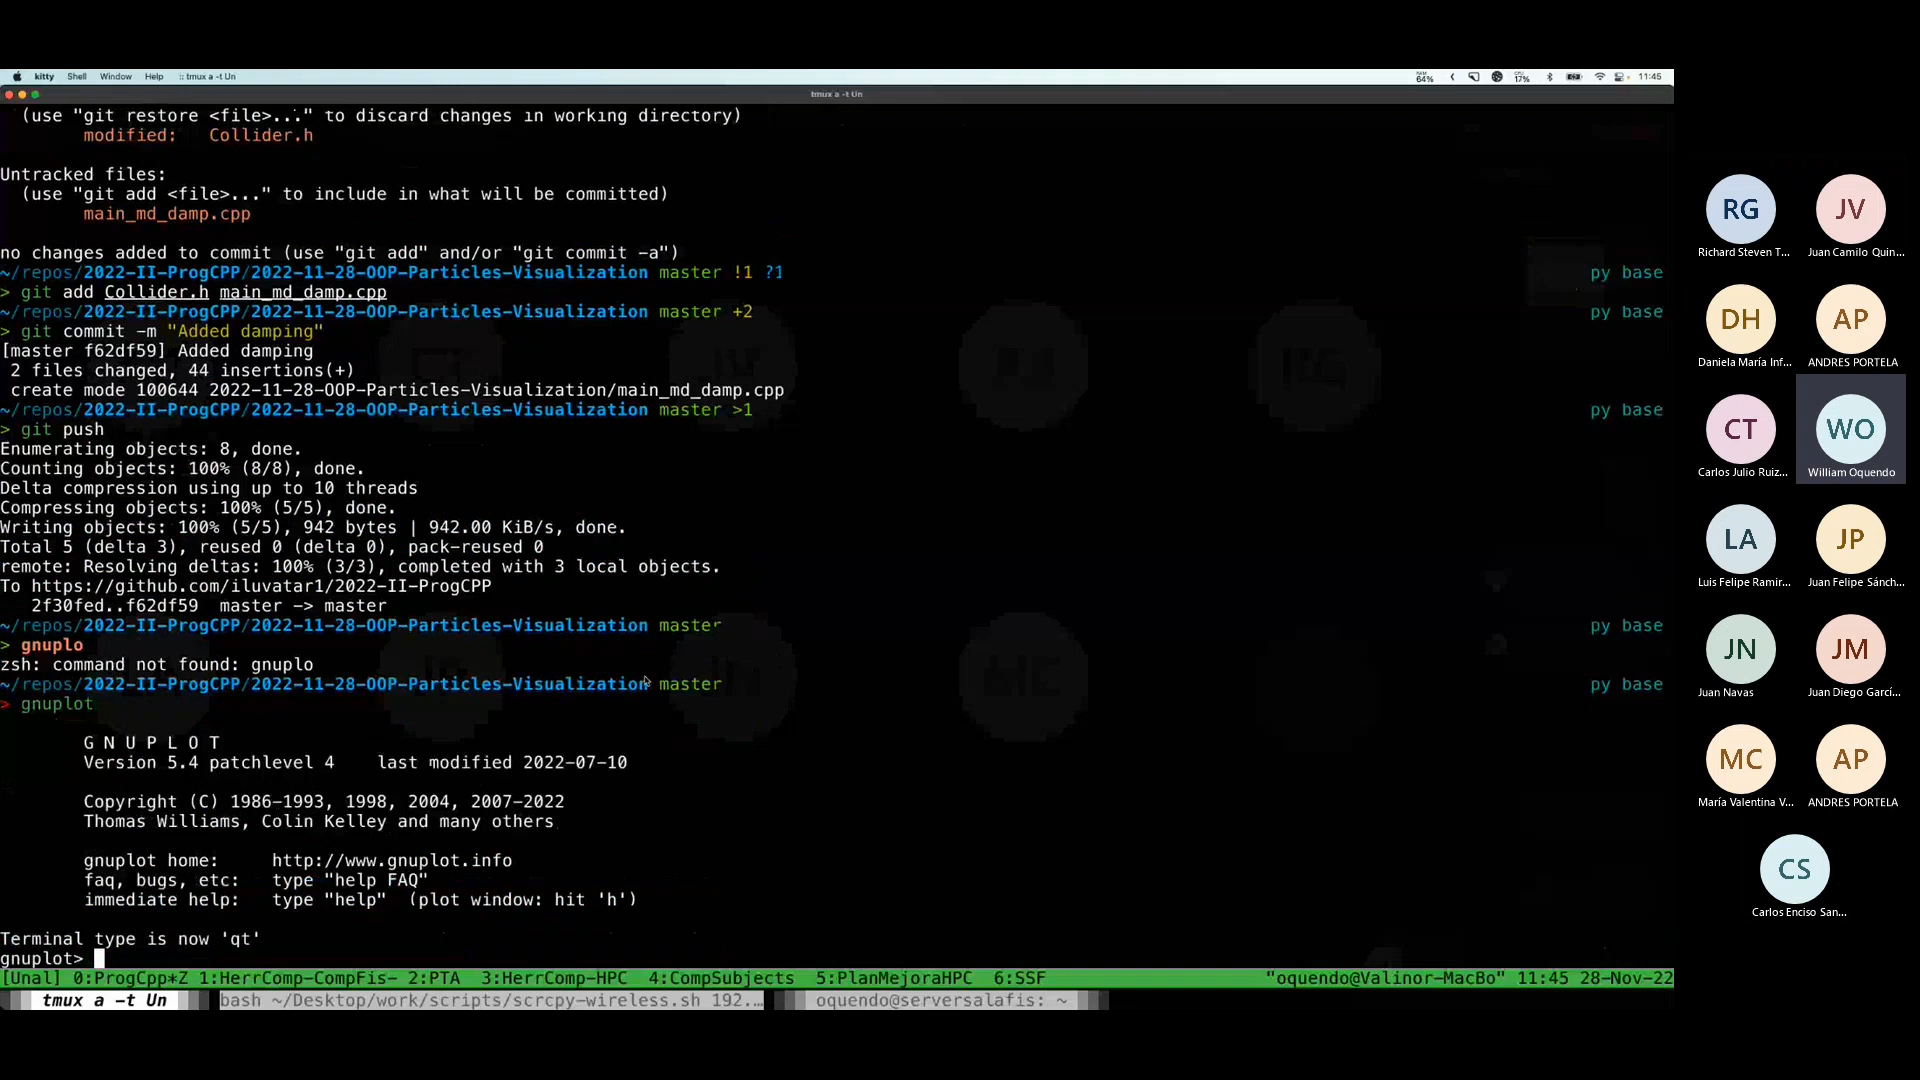 kitty Shell Window Help :: tmux a -t Un
64% 17% 11:45
tmux a -t Un
(use "git restore <file>..." to discard changes in working directory)
modified: Collider.h
Untracked files:
(use "git add <file>..." to include in what will be committed)
main_md_damp.cpp
no changes added to commit (use "git add" and/or "git commit -a")
~/repos/2022-II-ProgCPP/2022-11-28-OOP-Particles-Visualization master !1 ?1 py base
> git add Collider.h main_md_damp.cpp
~/repos/2022-II-ProgCPP/2022-11-28-OOP-Particles-Visualization master +2 py base
> git commit -m "Added damping"
[master f62df59] Added damping
2 files changed, 44 insertions(+)
create mode 100644 2022-11-28-OOP-Particles-Visualization/main_md_damp.cpp
~/repos/2022-II-ProgCPP/2022-11-28-OOP-Particles-Visualization master >1 py base
> git push
Enumerating objects: 8, done.
Counting objects: 100% (8/8), done.
Delta compression using up to 10 threads
Compressing objects: 100% (5/5), done.
Writing objects: 100% (5/5), 942 bytes | 942.00 KiB/s, done.
Total 5 (delta 3), reused 0 (delta 0), pack-reused 0
remote: Resolving deltas: 100% (3/3), completed with 3 local objects.
To https://github.com/iluvatar1/2022-II-ProgCPP
2f30fed..f62df59 master -> master
~/repos/2022-II-ProgCPP/2022-11-28-OOP-Particles-Visualization master py base
> gnuplo
zsh: command not found: gnuplo
~/repos/2022-II-ProgCPP/2022-11-28-OOP-Particles-Visualization master py base
> gnuplot
G N U P L O T
Version 5.4 patchlevel 4 last modified 2022-07-10
Copyright (C) 1986-1993, 1998, 2004, 2007-2022
Thomas Williams, Colin Kelley and many others
gnuplot home: http://www.gnuplot.info
faq, bugs, etc: type "help FAQ"
immediate help: type "help" (plot window: hit 'h')
Terminal type is now 'qt'
gnuplot>
[Unal] 0:ProgCpp*Z 1:HerrComp-CompFis- 2:PTA 3:HerrComp-HPC 4:CompSubjects 5:PlanMejoraHPC 6:SSF "oquendo@Valinor-MacBo" 11:45 28-Nov-22
tmux a -t Un bash ~/Desktop/work/scripts/scrcpy-wireless.sh 192.… oquendo@serversalafis: ~
RG JV
Richard Steven T... Juan Camilo Quin...
DH AP
Daniela María Inf... ANDRES PORTELA
CT WO
Carlos Julio Ruiz... William Oquendo
LA JP
Luis Felipe Ramir... Juan Felipe Sánch...
JN JM
Juan Navas Juan Diego Garcí...
MC AP
María Valentina V... ANDRES PORTELA
CS
Carlos Enciso San...